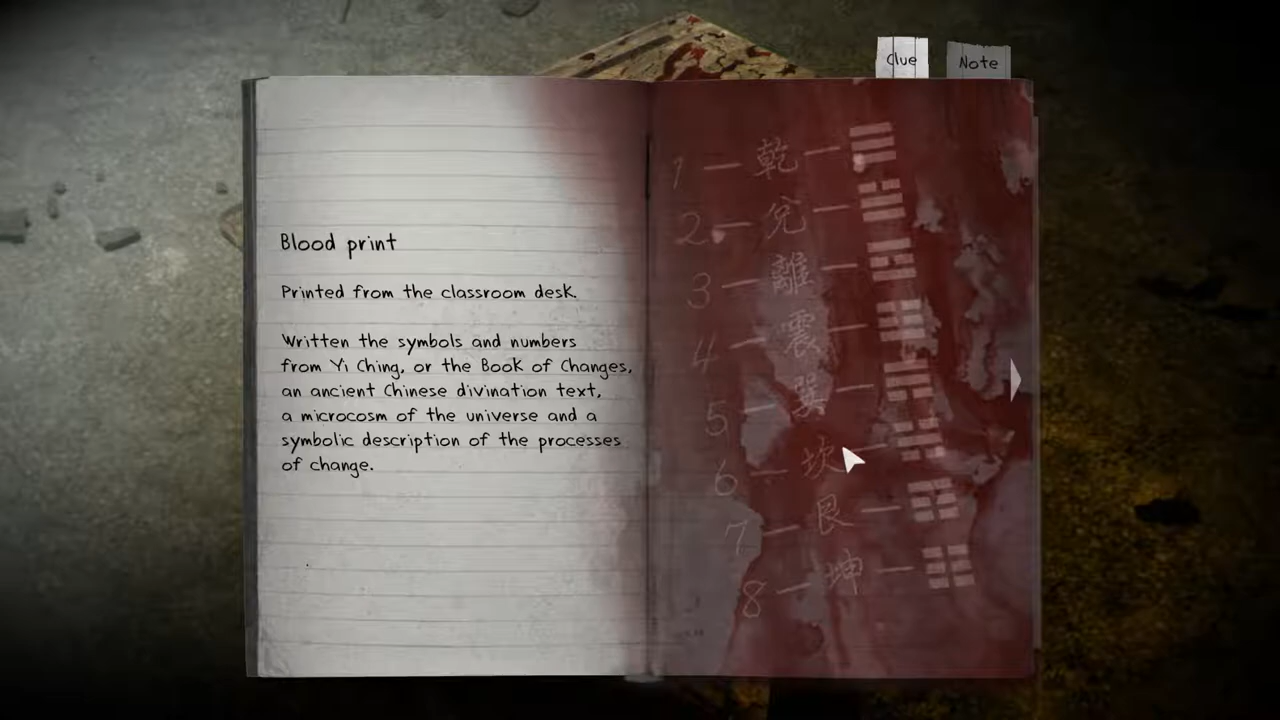 Clue
Note
Blood print
Printed from the classroom desk.
Written the symbols and numbers
from Yi Ching, or the Book of Changes,
an ancient Chinese divination text,
a microcosm of the universe and a
symbolic description of the processes
of change.
1 — 乾 — ☰
2 — 兌 — ☱
3 — 離 — ☲
4 — 震 — ☳
5 — 巽 — ☴
6 — 坎 — ☵
7 — 艮 — ☶
8 — 坤 — ☷